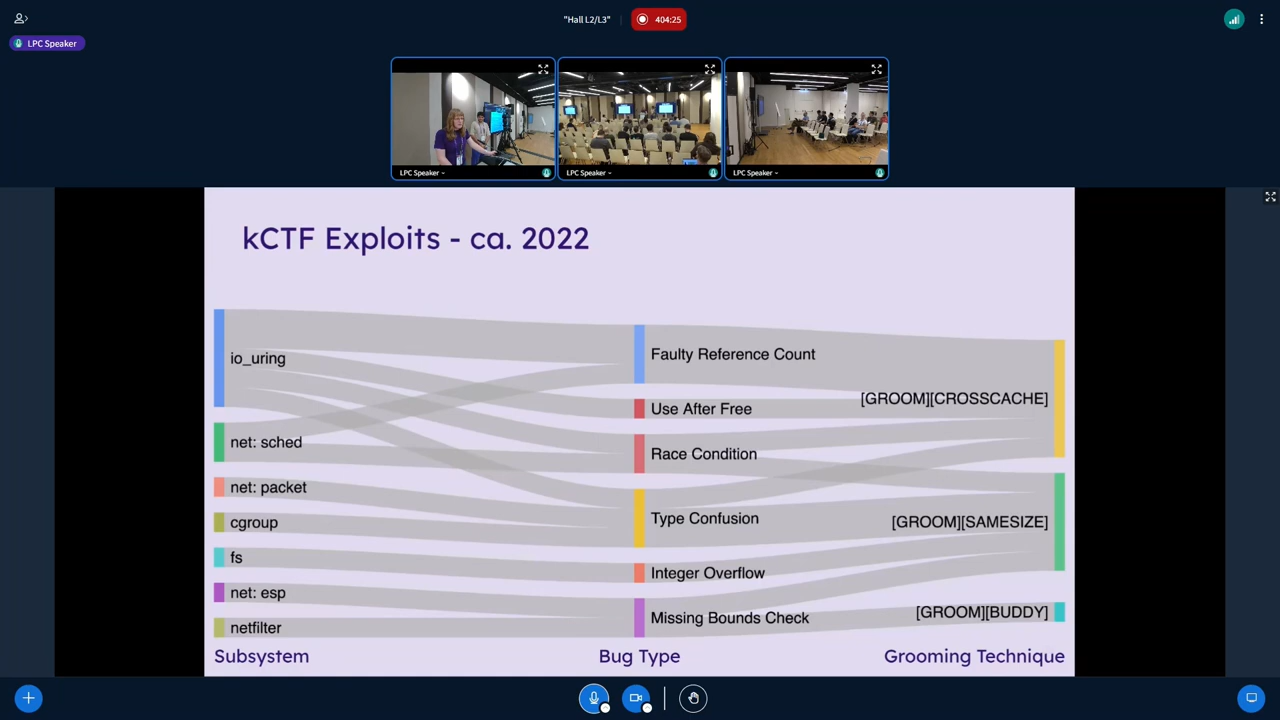 "Hall L2/L3"
404:25
LPC Speaker
LPC Speaker
LPC Speaker
LPC Speaker
kCTF Exploits - ca. 2022
io_uring
net: sched
net: packet
cgroup
fs
net: esp
netfilter
Subsystem
Faulty Reference Count
Use After Free
Race Condition
Type Confusion
Integer Overflow
Missing Bounds Check
Bug Type
[GROOM][CROSSCACHE]
[GROOM][SAMESIZE]
[GROOM][BUDDY]
Grooming Technique